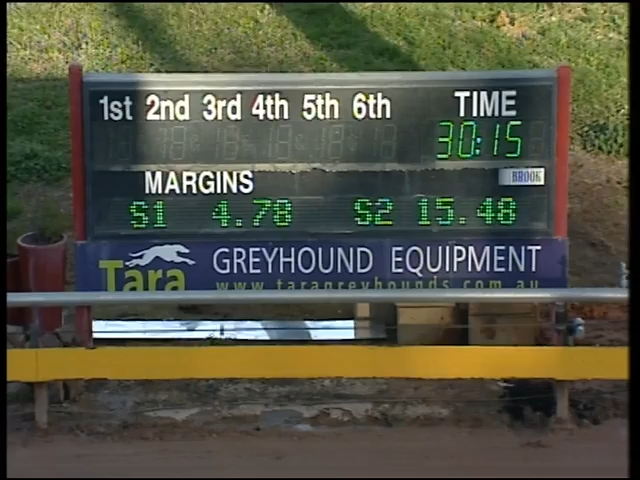 1st 2nd 3rd 4th 5th 6th TIME
30:15
MARGINS BROOK
S1 4.78 S2 15.48
Tara GREYHOUND EQUIPMENT
www.taragreyhounds.com.au